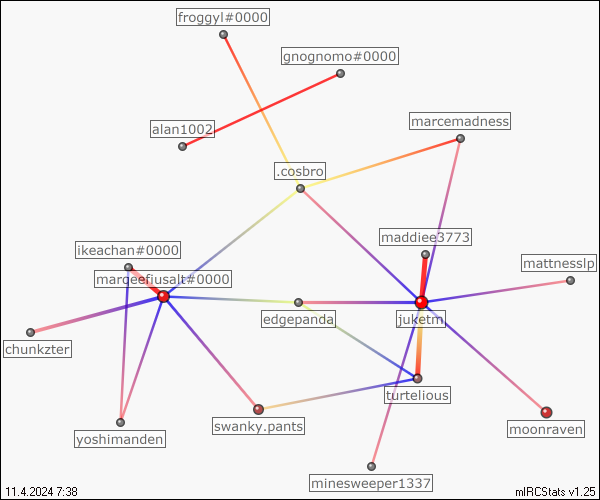 froggyl#0000
gnognomo#0000
alan1002
marcemadness
.cosbro
maddiee3773
ikeachan#0000
mattnesslp
marqeefiusalt#0000
edgepanda
juketm
chunkzter
turtelious
swanky.pants
moonraven
yoshimanden
minesweeper1337
11.4.2024 7:38
mIRCStats v1.25